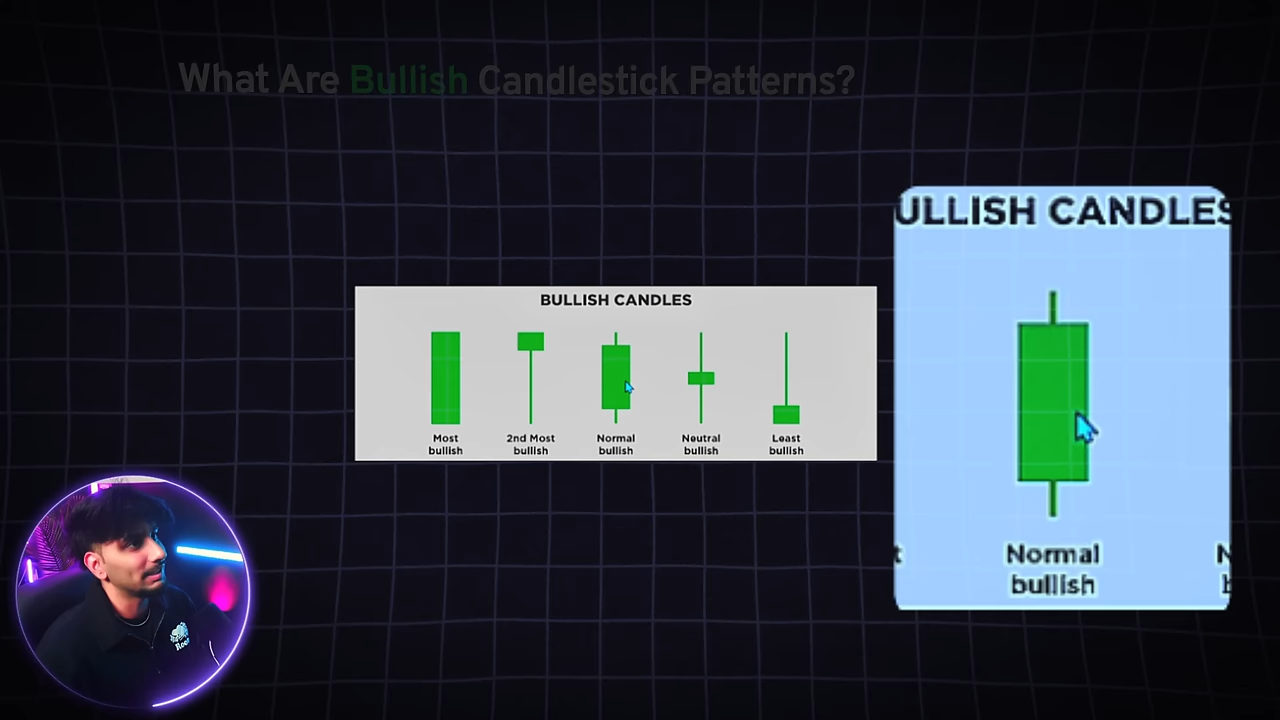 What Are Bullish Candlestick Patterns?
BULLISH CANDLES
Most
bullish
2nd Most
bullish
Normal
bullish
Neutral
bullish
Least
bullish
ULLISH CANDLES
t
Normal
bullish
N
b